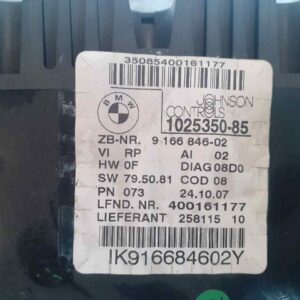 35085400161177
BMW
JOHNSON
CONTROLS
1025350-85
ZB-NR. 9 166 846-02
VI RP AI 02
HW 0F DIAG 08D0
SW 79.50.81 COD 08
PN 073 24.10.07
LFND. NR. 400161177
LIEFERANT 258115 10
IK916684602Y